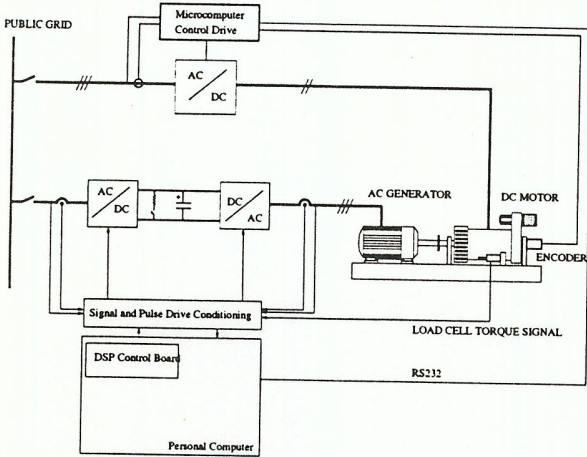 Microcomputer
Control Drive
PUBLIC GRID
AC
DC
AC
DC
+
DC
AC
AC GENERATOR
DC MOTOR
ENCODER
Signal and Pulse Drive Conditioning
LOAD CELL TORQUE SIGNAL
DSP Control Board
RS232
Personal Computer